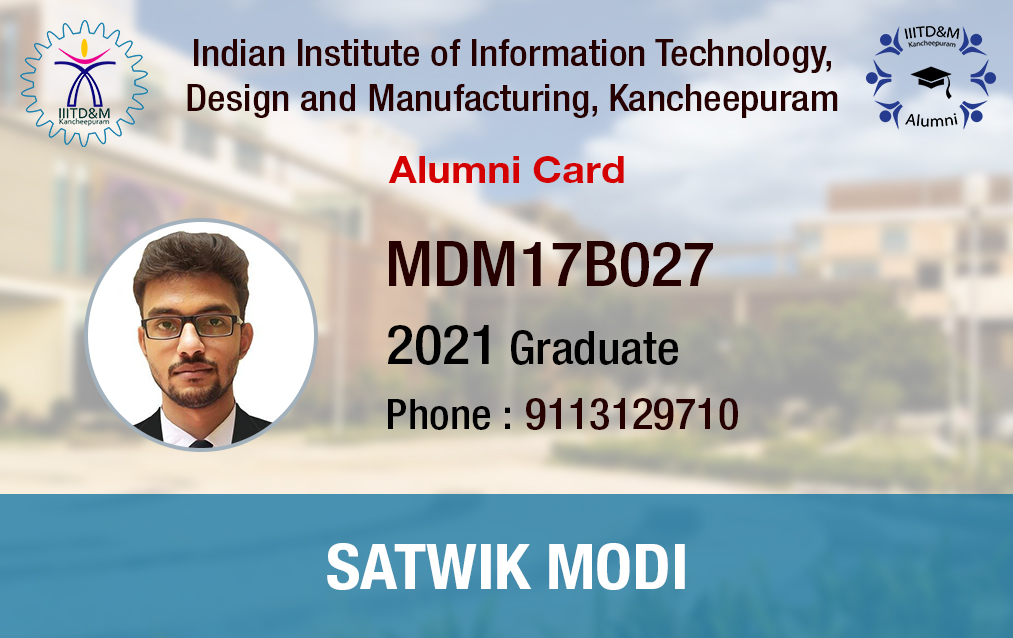 IIITD&M
Kancheepuram
Indian Institute of Information Technology,
Design and Manufacturing, Kancheepuram
IIITD&M
Kancheepuram
Alumni
Alumni Card
MDM17B027
2021 Graduate
Phone : 9113129710
SATWIK MODI